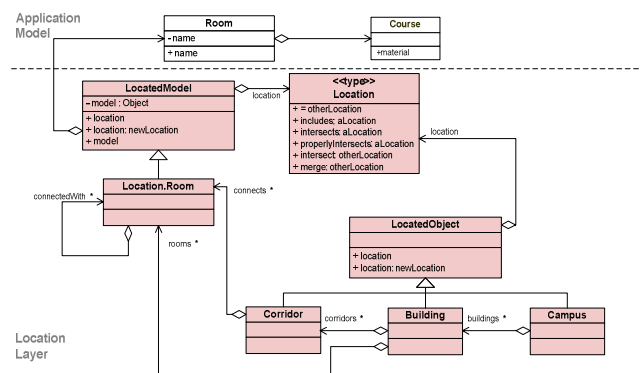 Application
Model
Room
- name
+ name
Course
+material
LocatedModel
- model : Object
+ location
+ location: newLocation
+ model
location
<<type>>
Location
+ = otherLocation
+ includes: aLocation
+ intersects: aLocation
+ properlyIntersects: aLocation
+ intersect: otherLocation
+ merge: otherLocation
location
Location.Room
connectedWith *
connects *
rooms *
LocatedObject
+ location
+ location: newLocation
Corridor
corridors *
Building
buildings *
Campus
Location
Layer